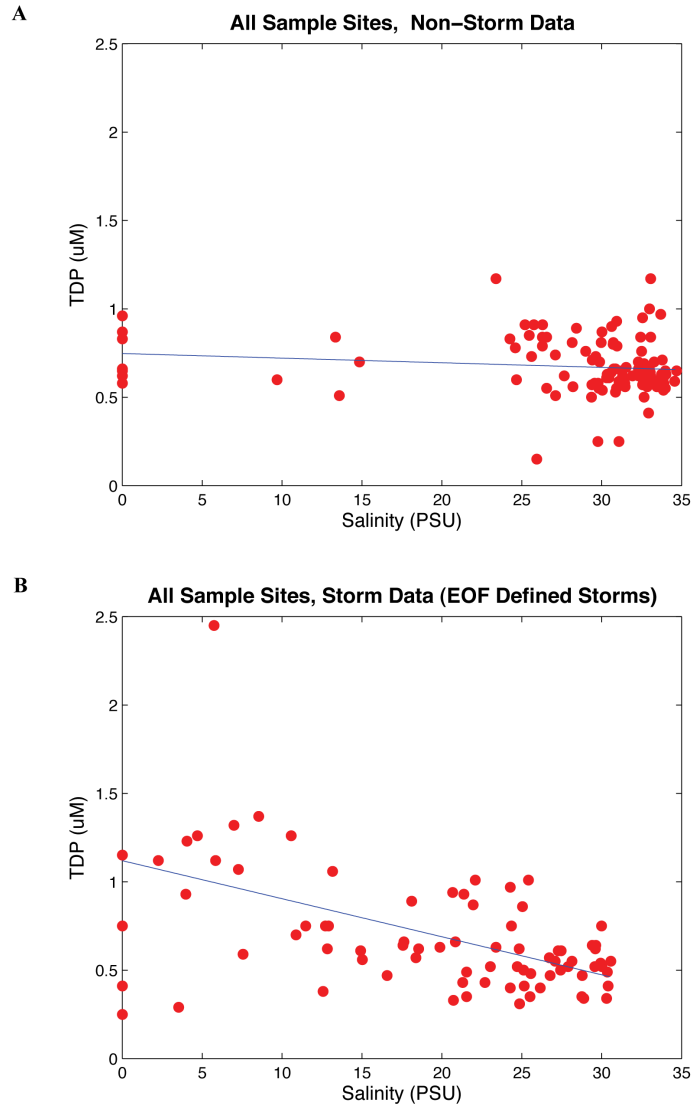 A
All Sample Sites, Non–Storm Data
2.5
2
1.5
1
0.5
0
TDP (uM)
0 5 10 15 20 25 30 35
Salinity (PSU)
B
All Sample Sites, Storm Data (EOF Defined Storms)
2.5
2
1.5
1
0.5
0
TDP (uM)
0 5 10 15 20 25 30 35
Salinity (PSU)